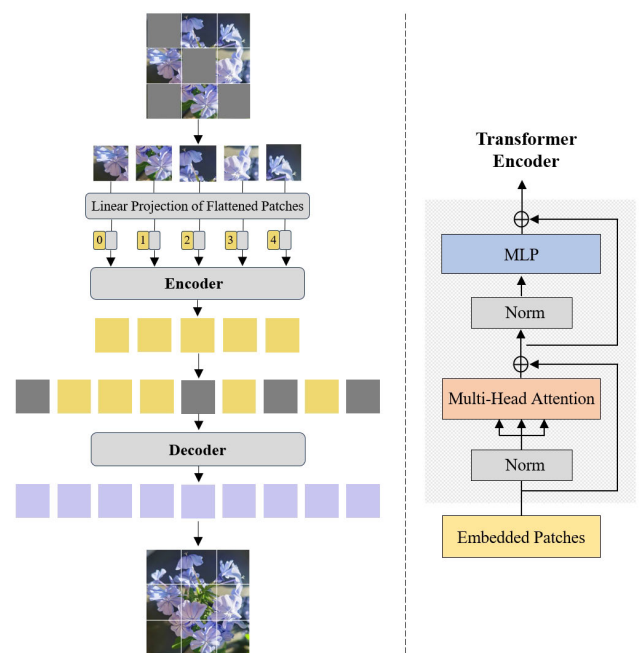 Linear Projection of Flattened Patches
0 1 2 3 4
Encoder
Decoder
Transformer
Encoder
MLP
Norm
Multi-Head Attention
Norm
Embedded Patches